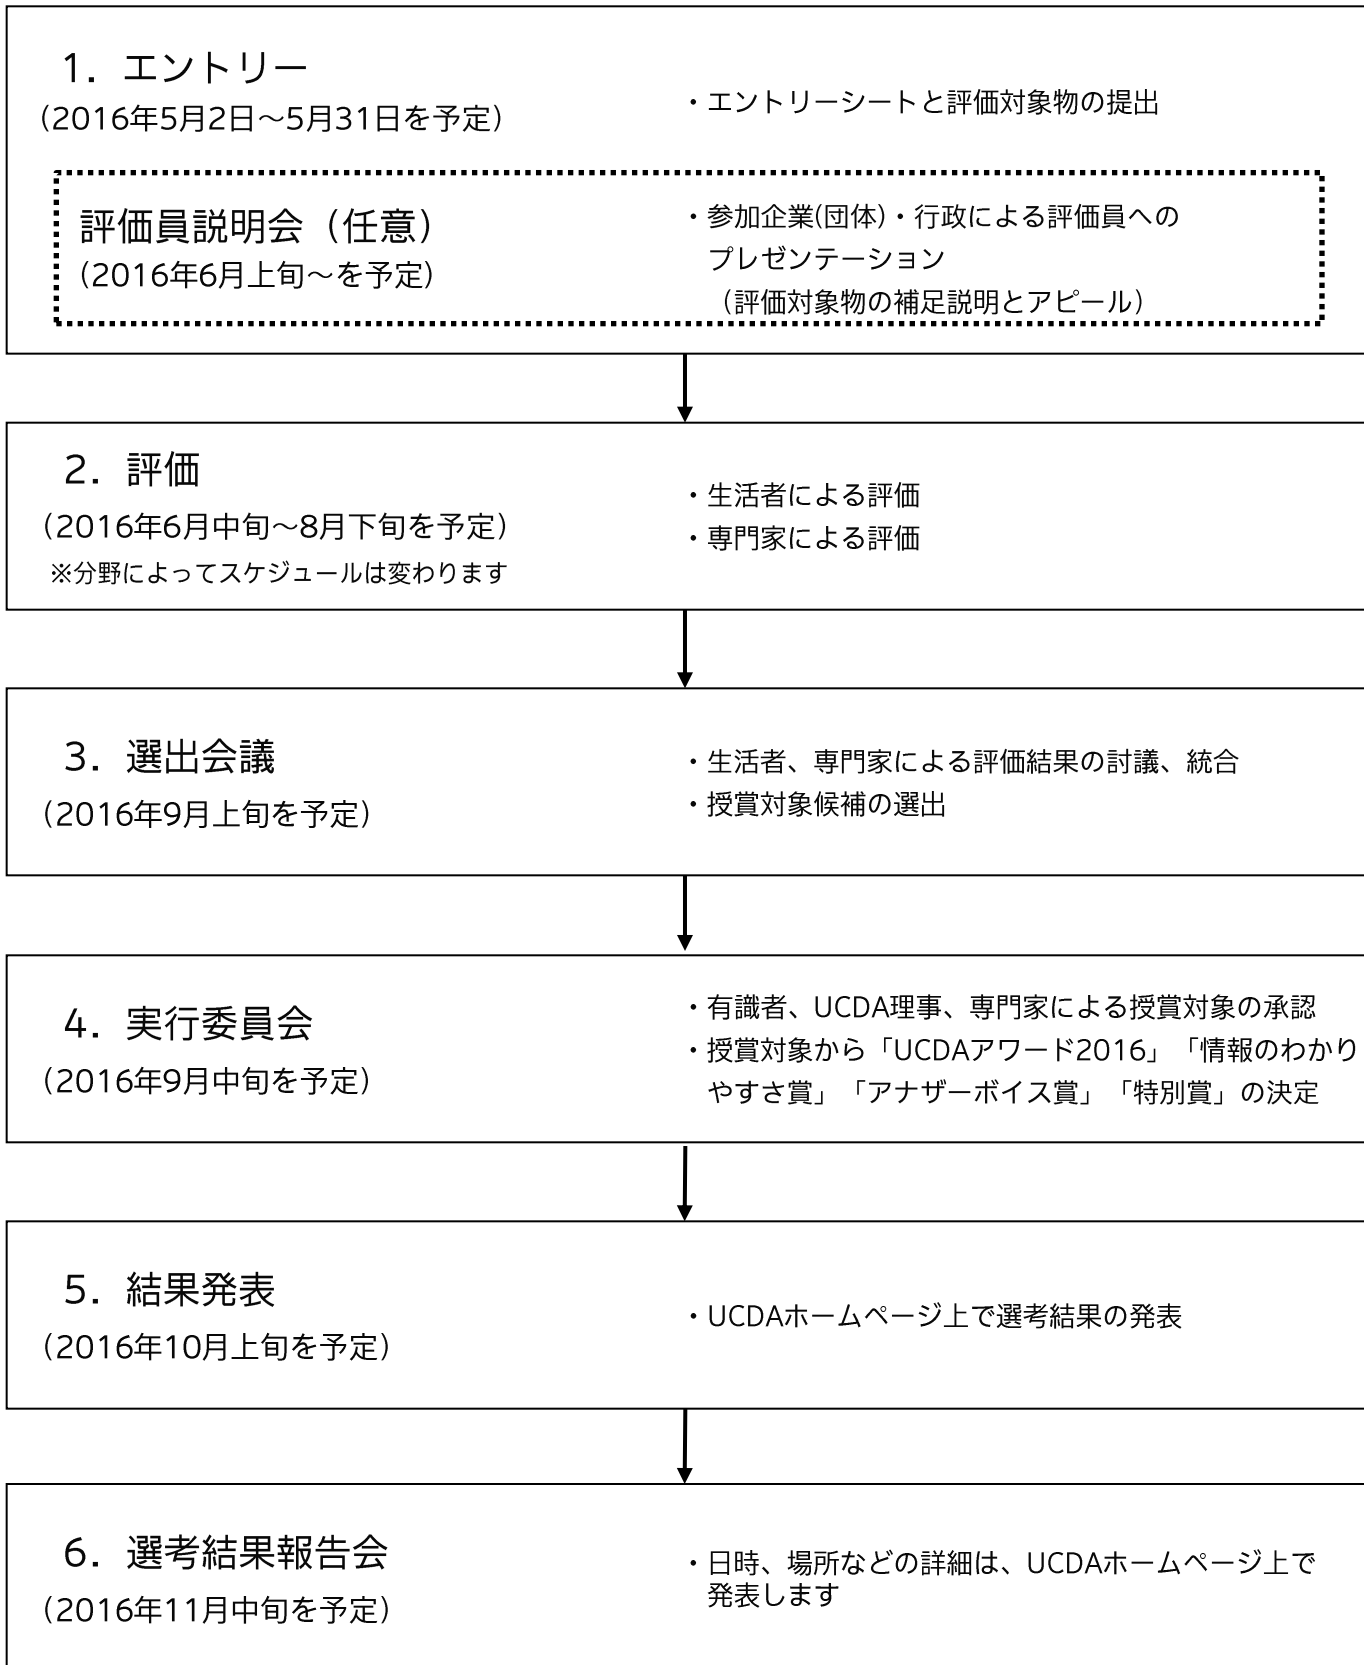 1．エントリー
（2016年5月2日～5月31日を予定）
・エントリーシートと評価対象物の提出
評価員説明会（任意）
（2016年6月上旬～を予定）
・参加企業(団体)・行政による評価員への
プレゼンテーション
（評価対象物の補足説明とアピール）
2．評価
（2016年6月中旬～8月下旬を予定）
※分野によってスケジュールは変わります
・生活者による評価
・専門家による評価
3．選出会議
（2016年9月上旬を予定）
・生活者、専門家による評価結果の討議、統合
・授賞対象候補の選出
4．実行委員会
（2016年9月中旬を予定）
・有識者、UCDA理事、専門家による授賞対象の承認
・授賞対象から「UCDAアワード2016」「情報のわかり
やすさ賞」「アナザーボイス賞」「特別賞」の決定
5．結果発表
（2016年10月上旬を予定）
・UCDAホームページ上で選考結果の発表
6．選考結果報告会
（2016年11月中旬を予定）
・日時、場所などの詳細は、UCDAホームページ上で
発表します